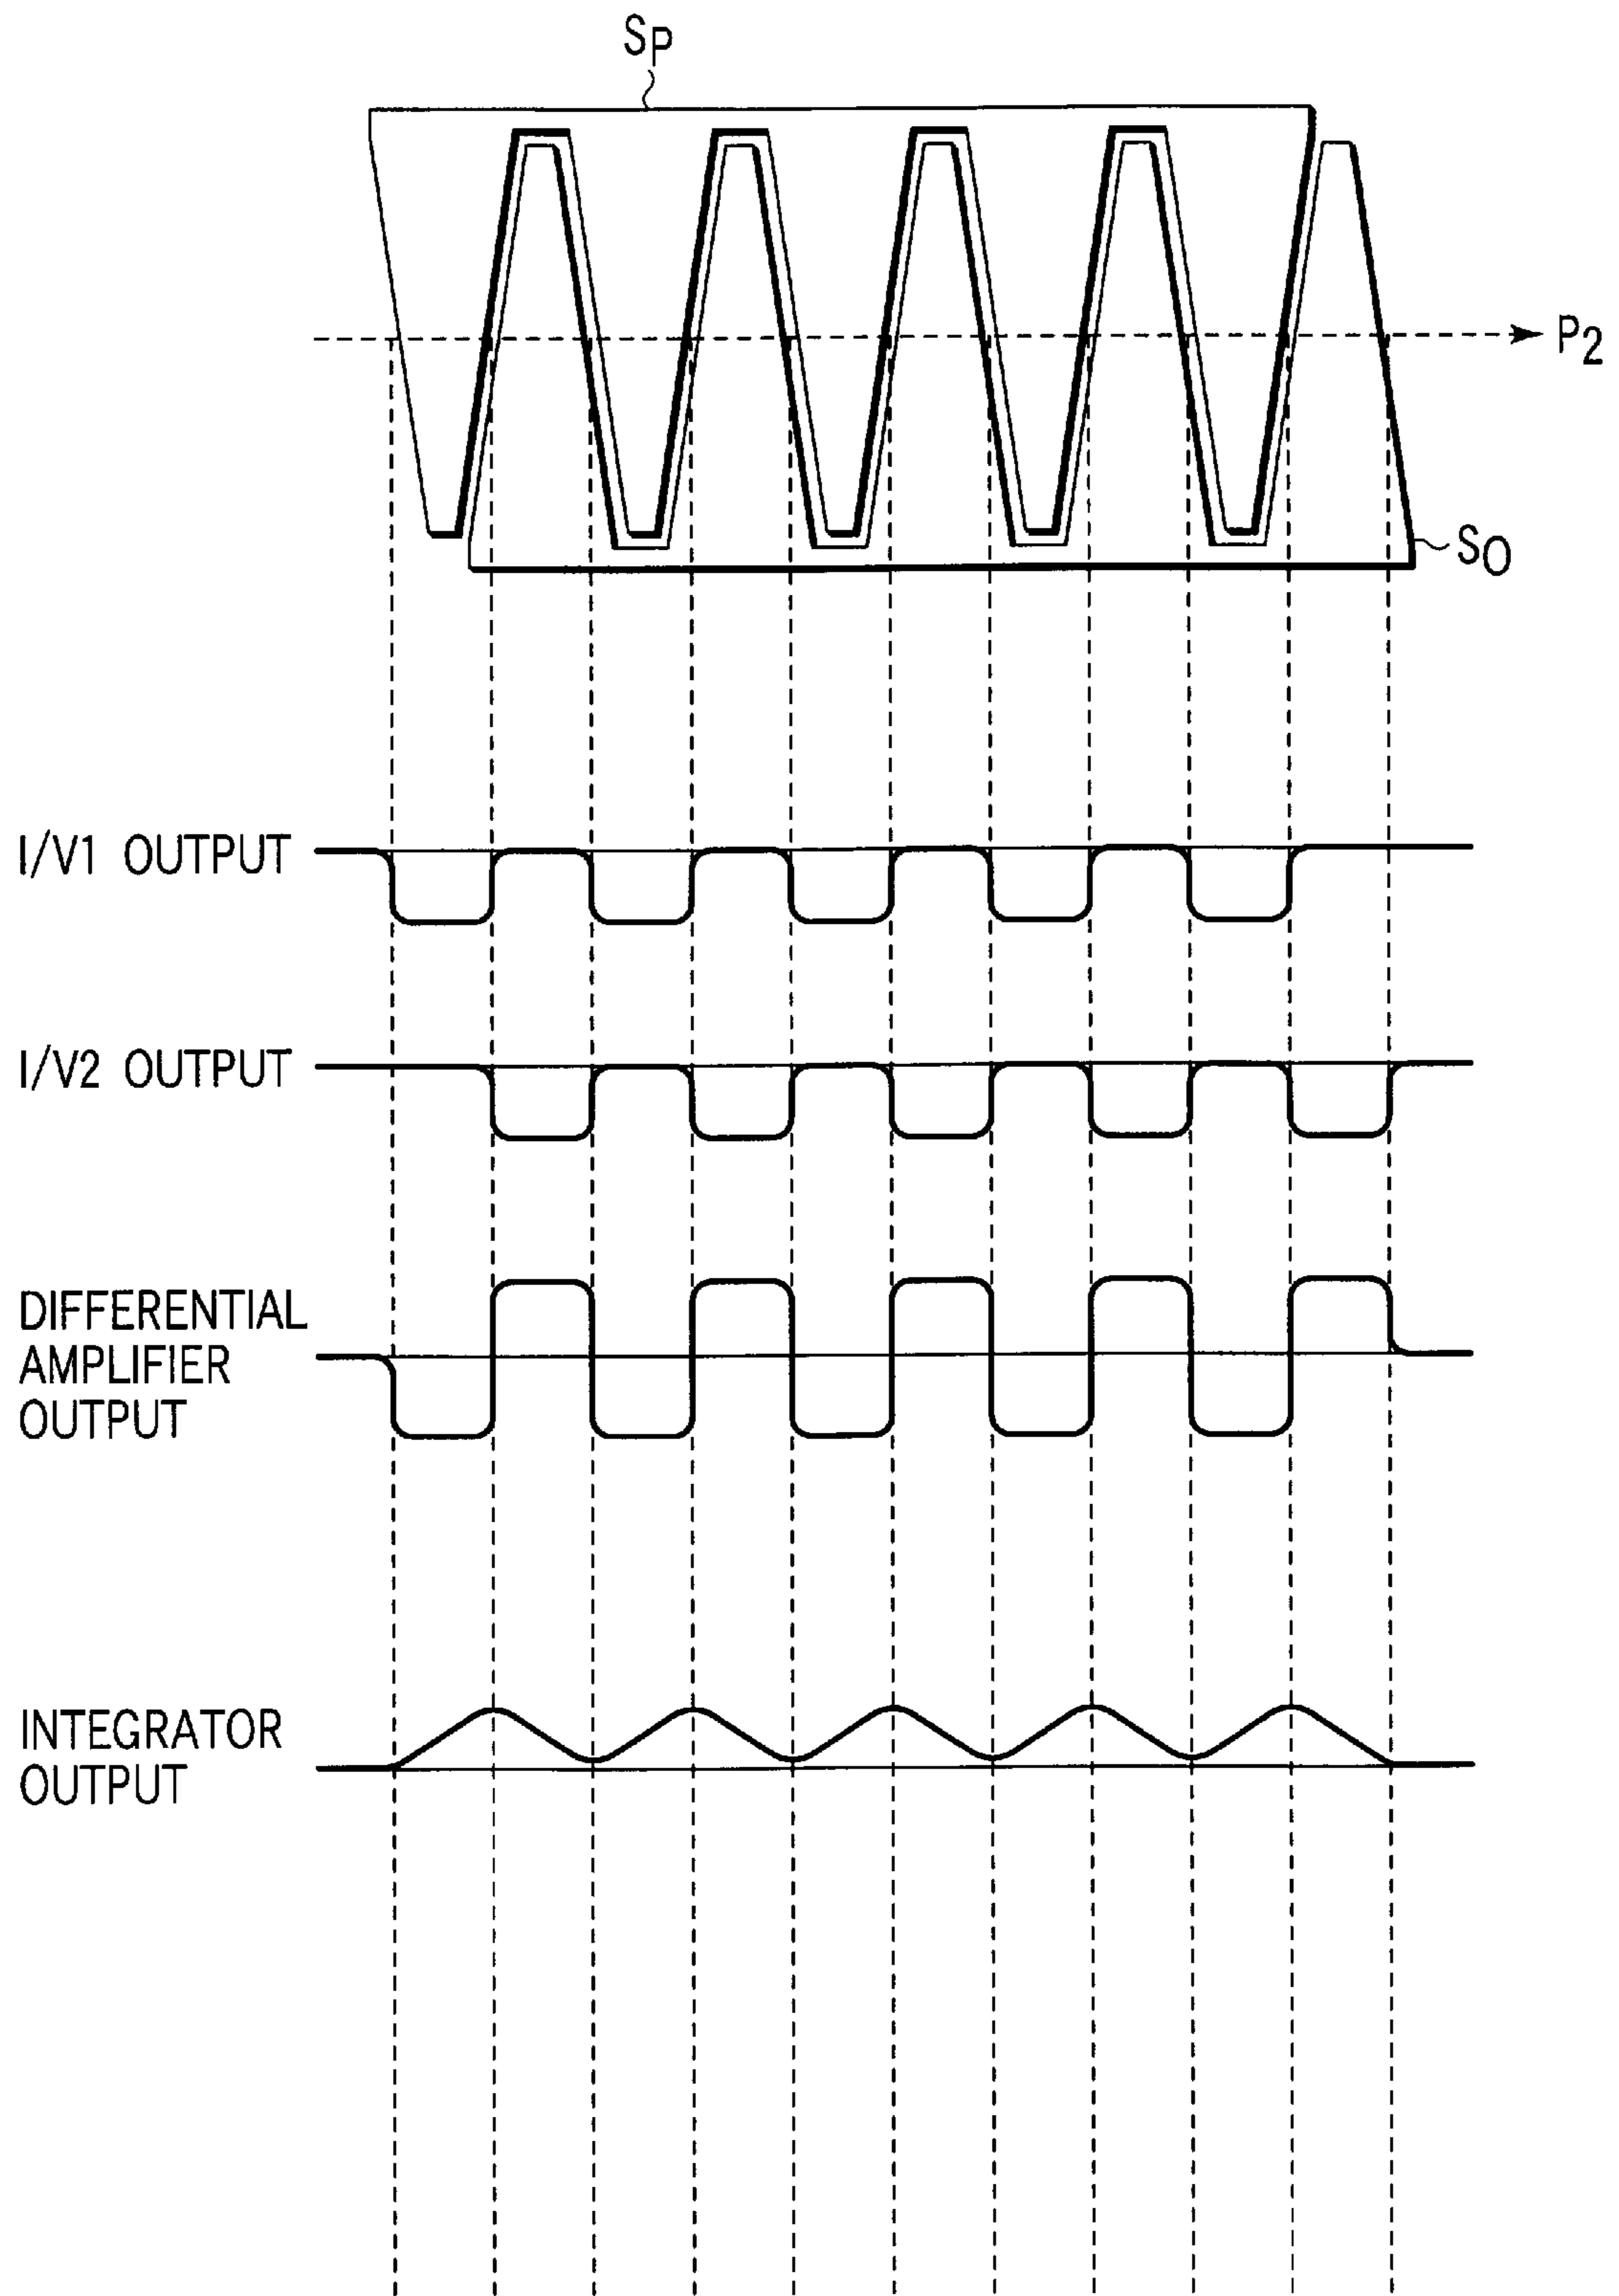 SP
P2
SO
I/V1 OUTPUT
I/V2 OUTPUT
DIFFERENTIAL
AMPLIFIER
OUTPUT
INTEGRATOR
OUTPUT